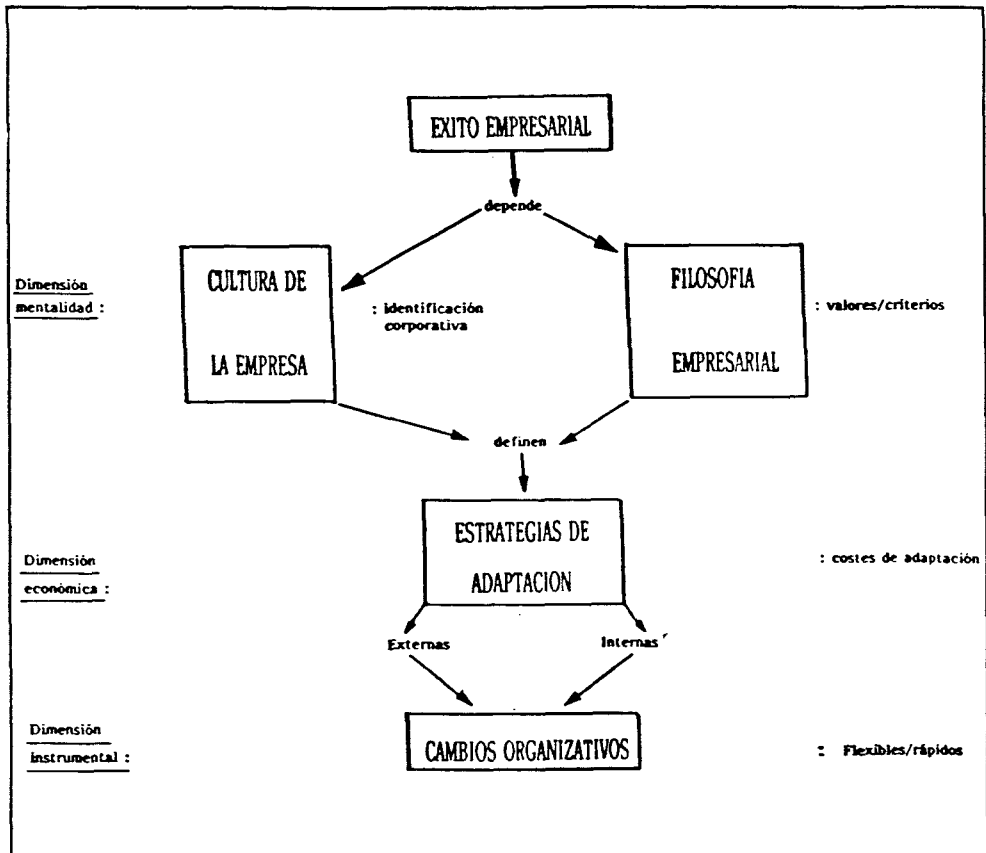 EXITO EMPRESARIAL
depende
Dimensión
mentalidad :
CULTURA DE
LA EMPRESA
: identificación
corporativa
FILOSOFIA
EMPRESARIAL
: valores/criterios
definen
Dimensión
económica :
ESTRATEGIAS DE
ADAPTACION
: costes de adaptación
Externas
Internas
Dimensión
instrumental :
CAMBIOS ORGANIZATIVOS
: Flexibles/rápidos